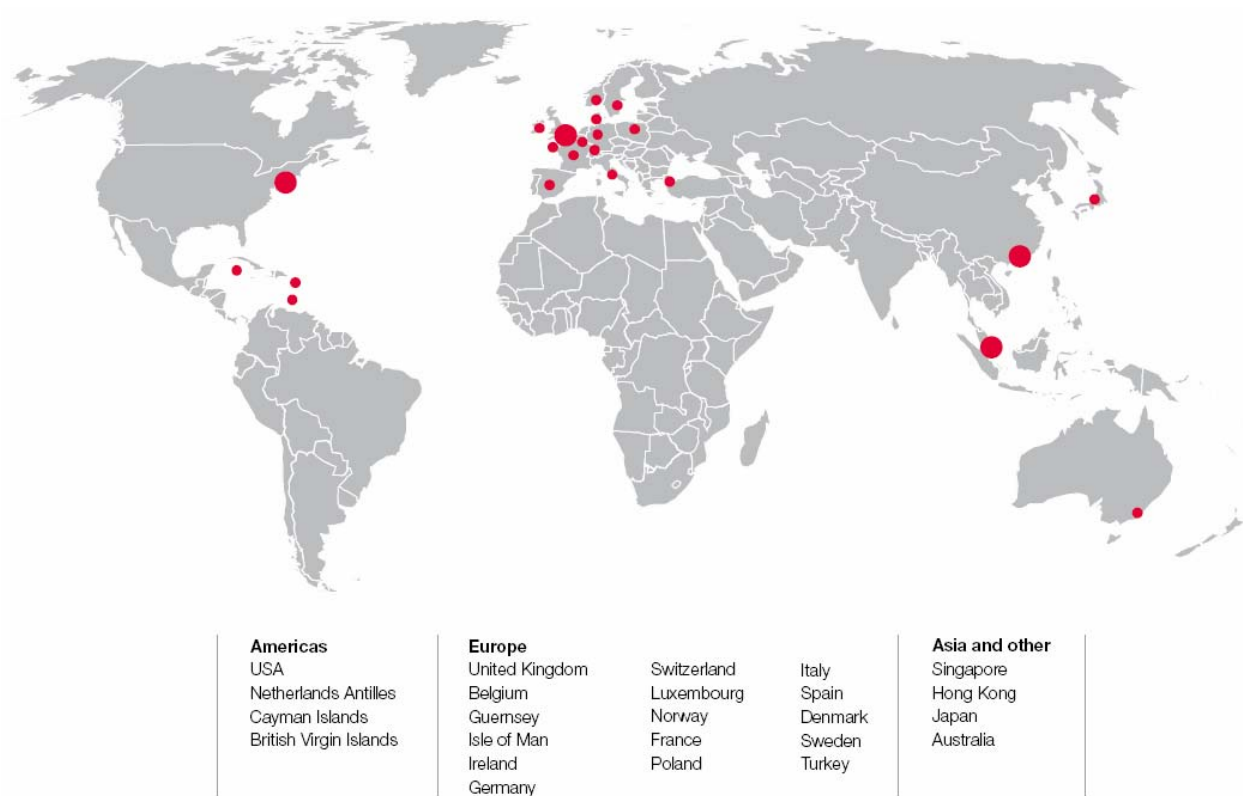 Americas
USA
Netherlands Antilles
Cayman Islands
British Virgin Islands
Europe
United Kingdom
Belgium
Guernsey
Isle of Man
Ireland
Germany
Switzerland
Luxembourg
Norway
France
Poland
Italy
Spain
Denmark
Sweden
Turkey
Asia and other
Singapore
Hong Kong
Japan
Australia